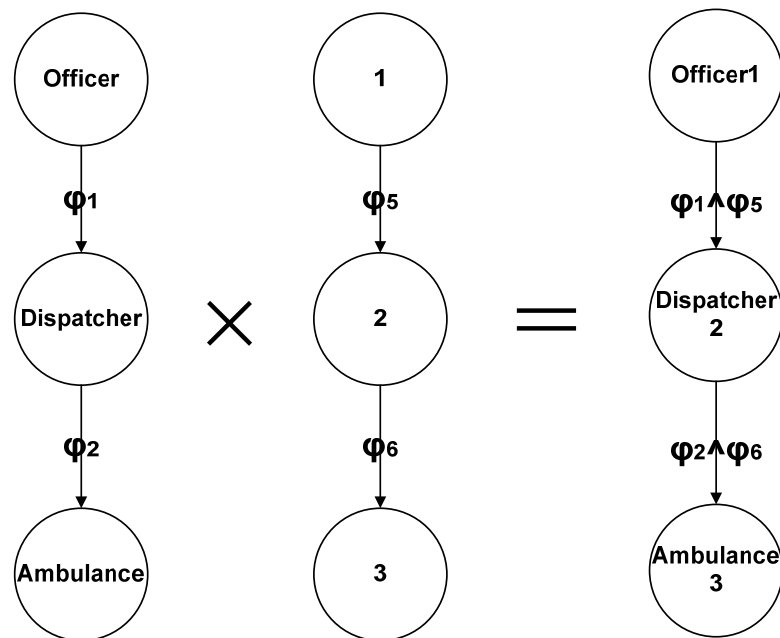 Officer
φ1
Dispatcher
φ2
Ambulance
×
1
φ5
2
φ6
3
=
Officer1
φ1^φ5
Dispatcher
2
φ2^φ6
Ambulance
3